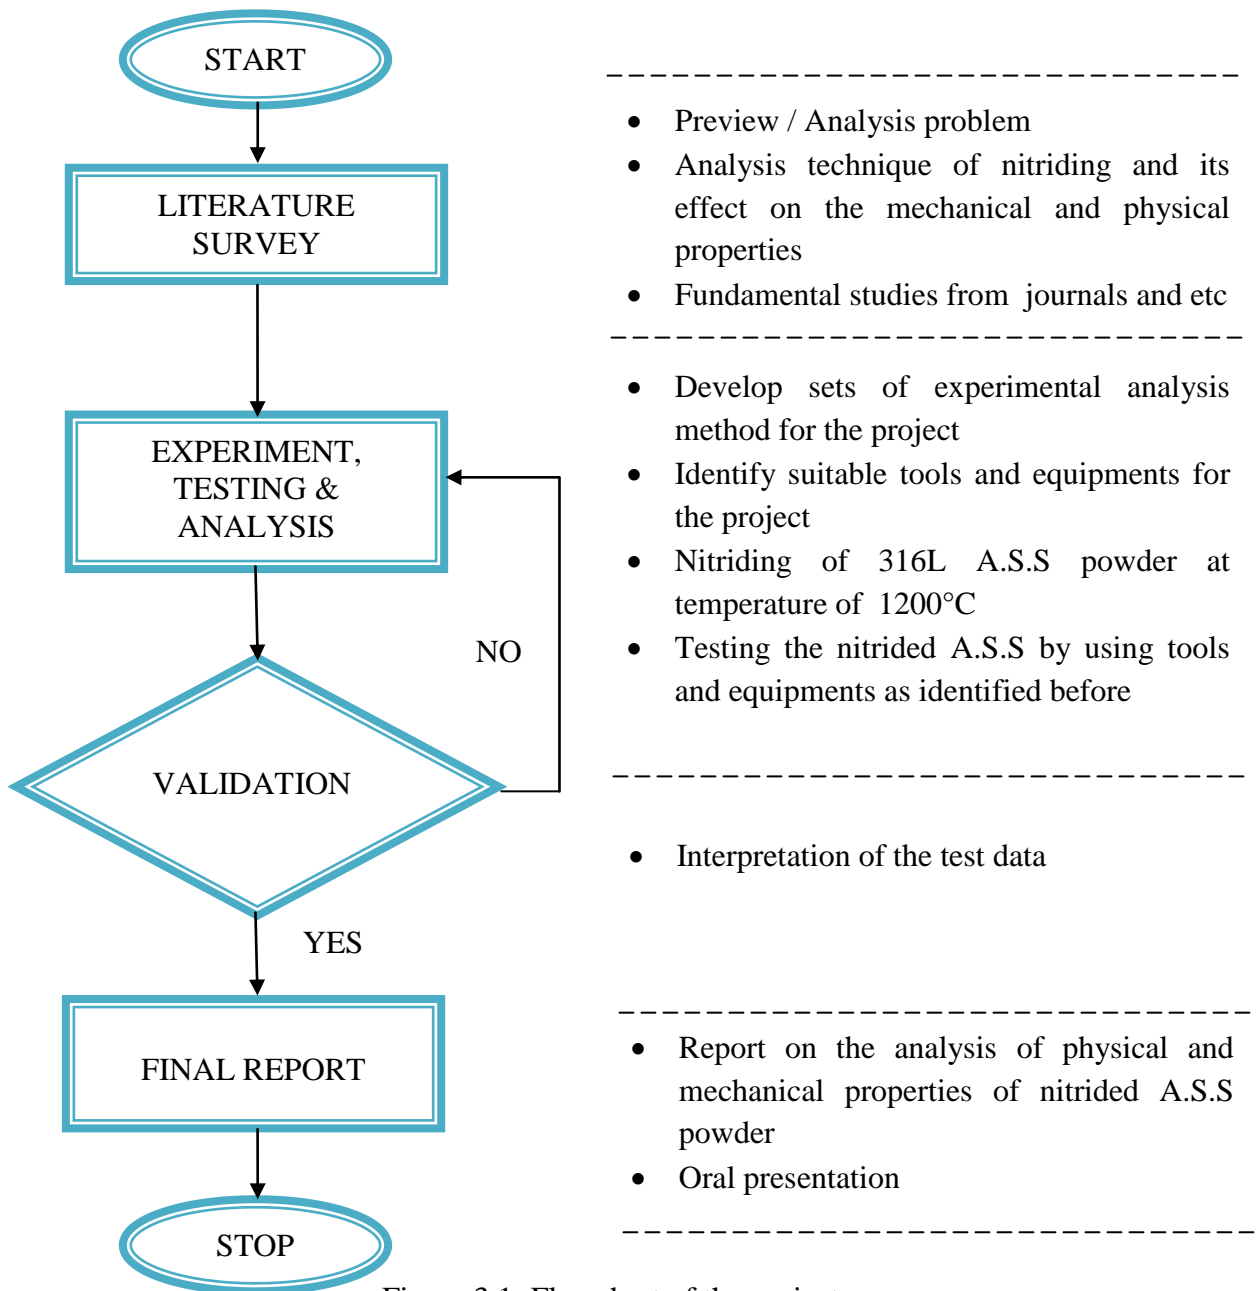 START
LITERATURE
SURVEY
EXPERIMENT,
TESTING &
ANALYSIS
NO
VALIDATION
YES
FINAL REPORT
STOP
• Preview / Analysis problem
• Analysis technique of nitriding and its
effect on the mechanical and physical
properties
• Fundamental studies from journals and etc
• Develop sets of experimental analysis
method for the project
• Identify suitable tools and equipments for
the project
• Nitriding of 316L A.S.S powder at
temperature of 1200°C
• Testing the nitrided A.S.S by using tools
and equipments as identified before
• Interpretation of the test data
• Report on the analysis of physical and
mechanical properties of nitrided A.S.S
powder
• Oral presentation